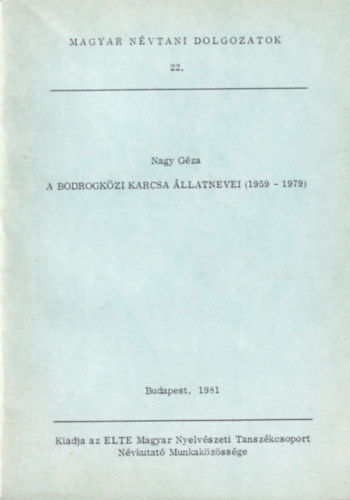 MAGYAR NÉVTANI DOLGOZATOK
22.
Nagy Géza
A BODROGKÖZI KARCSA ÁLLATNEVEI (1959 - 1979)
Budapest, 1981
Kiadja az ELTE Magyar Nyelvészeti Tanszékcsoport
Névkutató Munkaközössége